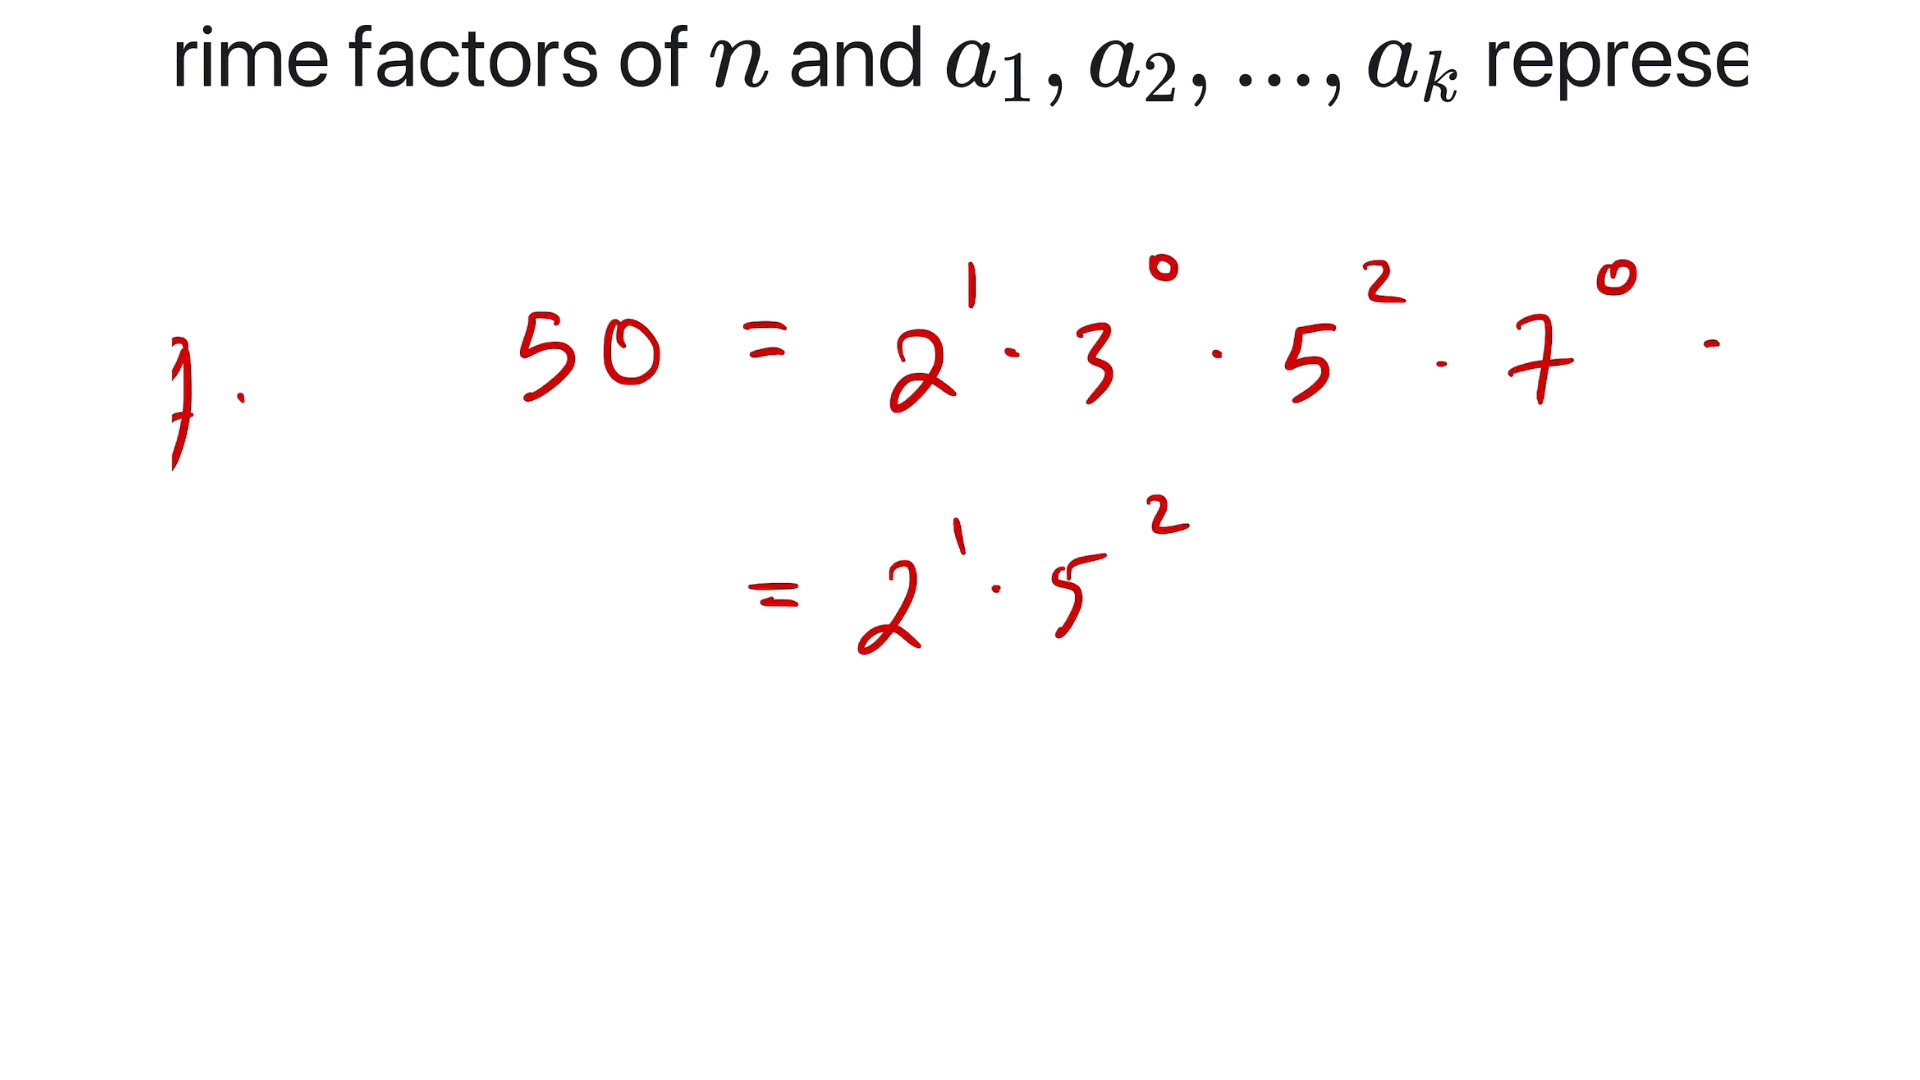 rime factors of n and a₁, a₂, ..., aₖ represe
50 = 2¹ · 3⁰ · 5² · 7⁰ ·
= 2¹ · 5²